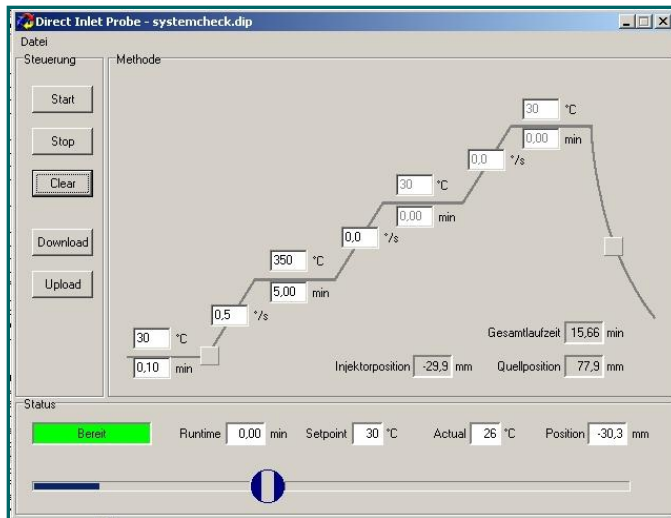 Direct Inlet Probe - systemcheck.dip
Datei
Steuerung
Start
Stop
Clear
Download
Upload
Methode
30 °C
0,00 min
0,0 °/s
30 °C
0,00 min
0,0 °/s
350 °C
5,00 min
0,5 °/s
30 °C
0,10 min
Gesamtlaufzeit 15,66 min
Injektorposition -29,9 mm Quellposition 77,9 mm
Status
Bereit Runtime 0,00 min Setpoint 30 °C Actual 26 °C Position -30,3 mm